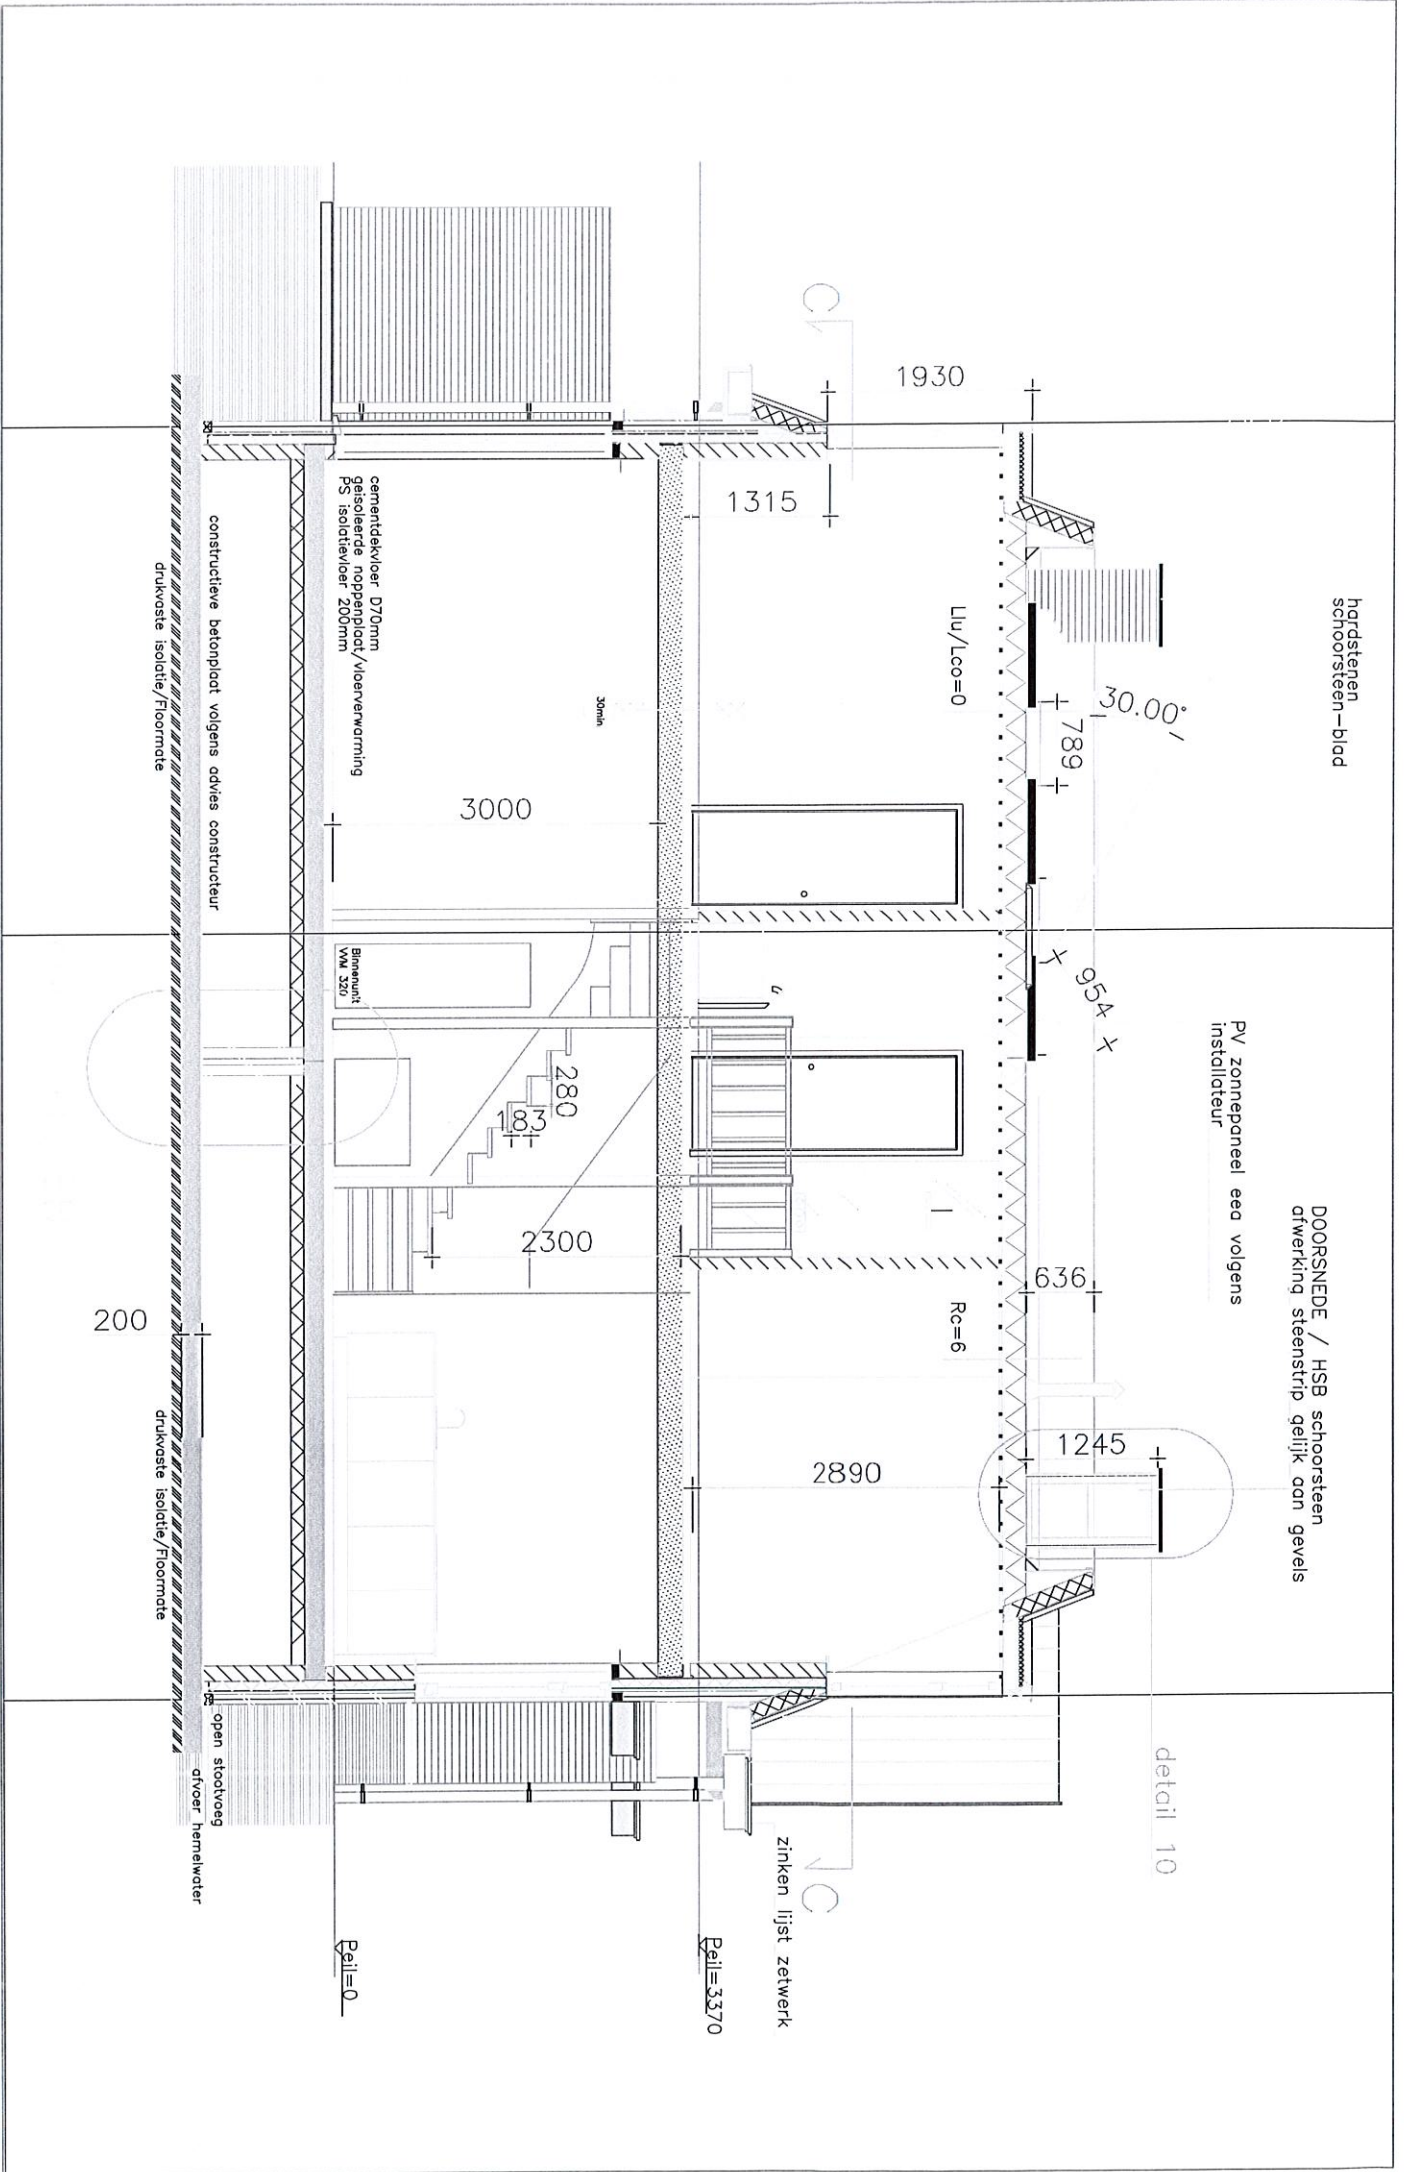 hardstenen
schoorsteen-blad
DOORSNEDE / HSB schoorsteen
afwerking steenstrip gelijk aan gevels
PV zonnepaneel eea volgens
installateur
detail 10
30.00°
789
954
636
1245
1930
C
1315
Llu/Lco=0
Rc=6
2890
C
zinken lijst zetwerk
Peil=3370
30min
3000
280
183
2300
cementdekvloer D70mm
geisoleerde noppenplaat/vloerverwarming
PS isolatievloer 200mm
Binnenunit
VVM 320
Peil=0
constructieve betonplaat volgens advies constructeur
open stootvoeg
afvoer hemelwater
drukvaste isolatie/Floormate
drukvaste isolatie/Floormate
200